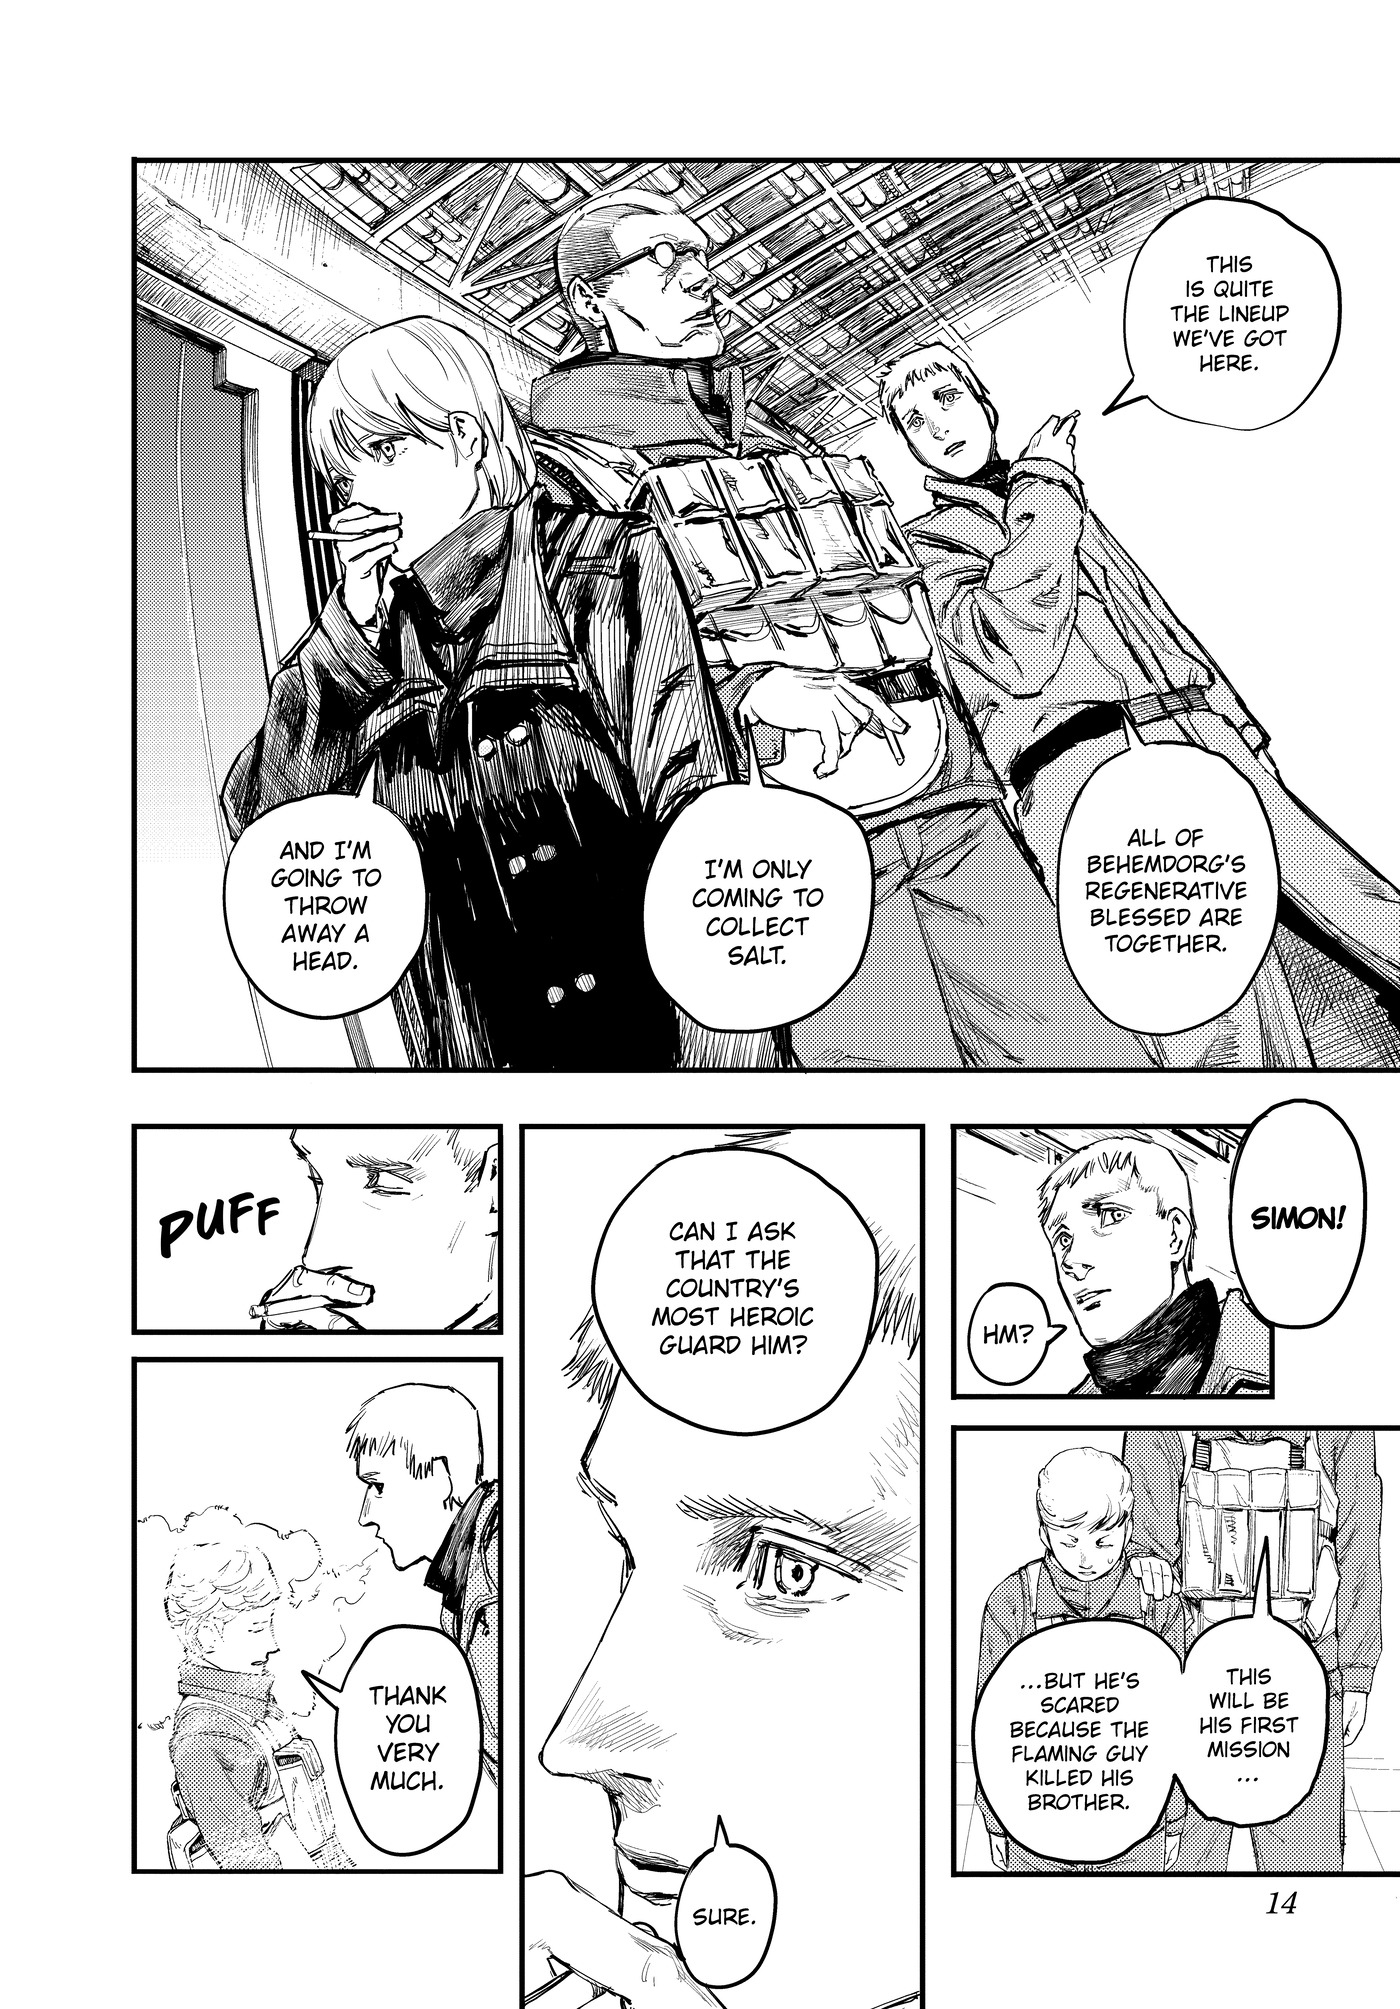 THIS
IS QUITE
THE LINEUP
WE'VE GOT
HERE.
ALL OF
BEHEMDORG'S
REGENERATIVE
BLESSED ARE
TOGETHER.
I'M ONLY
COMING TO
COLLECT
SALT.
AND I'M
GOING TO
THROW
AWAY A
HEAD.
SIMON!
HM?
THIS
WILL BE
HIS FIRST
MISSION
...
...BUT HE'S
SCARED
BECAUSE THE
FLAMING GUY
KILLED HIS
BROTHER.
CAN I ASK
THAT THE
COUNTRY'S
MOST HEROIC
GUARD HIM?
SURE.
PUFF
THANK
YOU
VERY
MUCH.
14